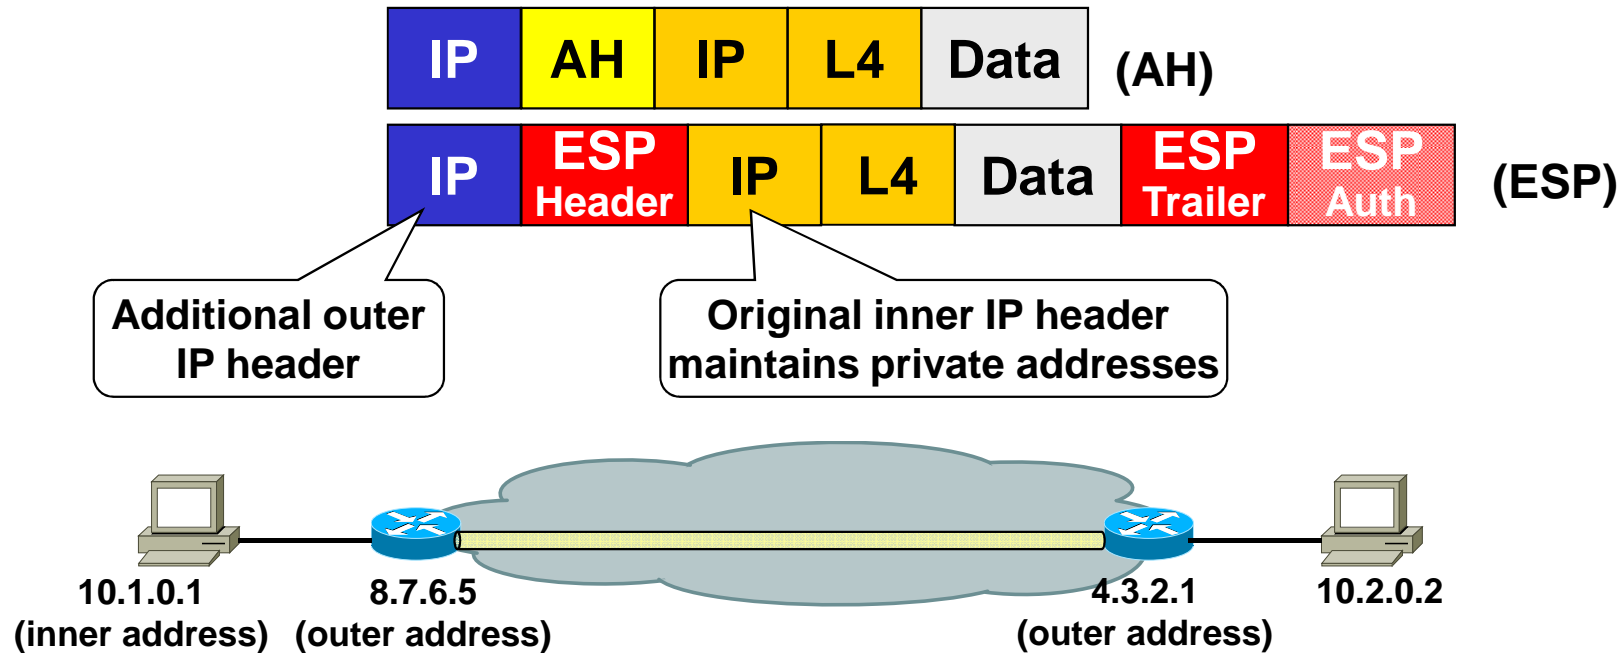 IP AH IP L4 Data (AH)
IP ESP Header IP L4 Data ESP Trailer ESP Auth (ESP)
Additional outer
IP header
Original inner IP header
maintains private addresses
10.1.0.1
(inner address)
8.7.6.5
(outer address)
4.3.2.1
(outer address)
10.2.0.2